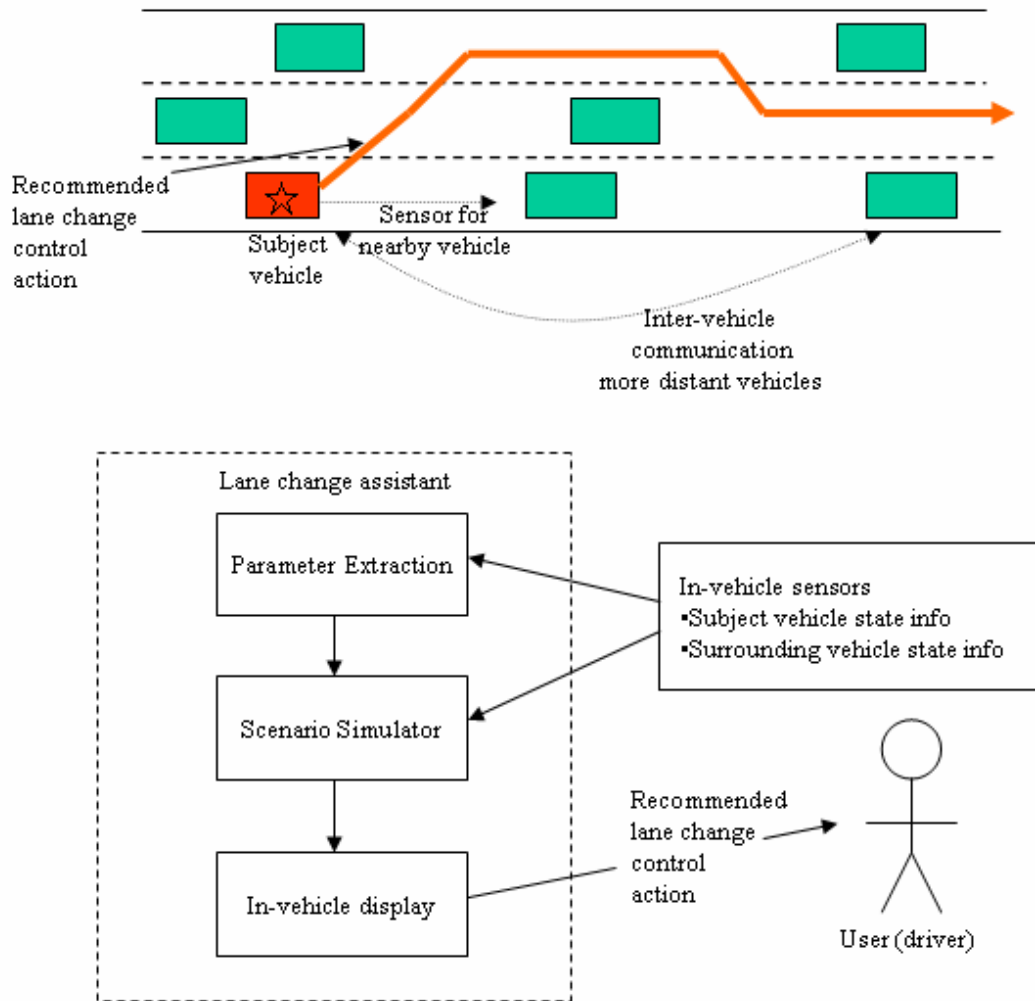 Recommended
lane change
control
action
Subject
vehicle
Sensor for
nearby vehicle
Inter-vehicle
communication
more distant vehicles
Lane change assistant
Parameter Extraction
In-vehicle sensors
▪Subject vehicle state info
▪Surrounding vehicle state info
Scenario Simulator
Recommended
lane change
control
action
In-vehicle display
User (driver)